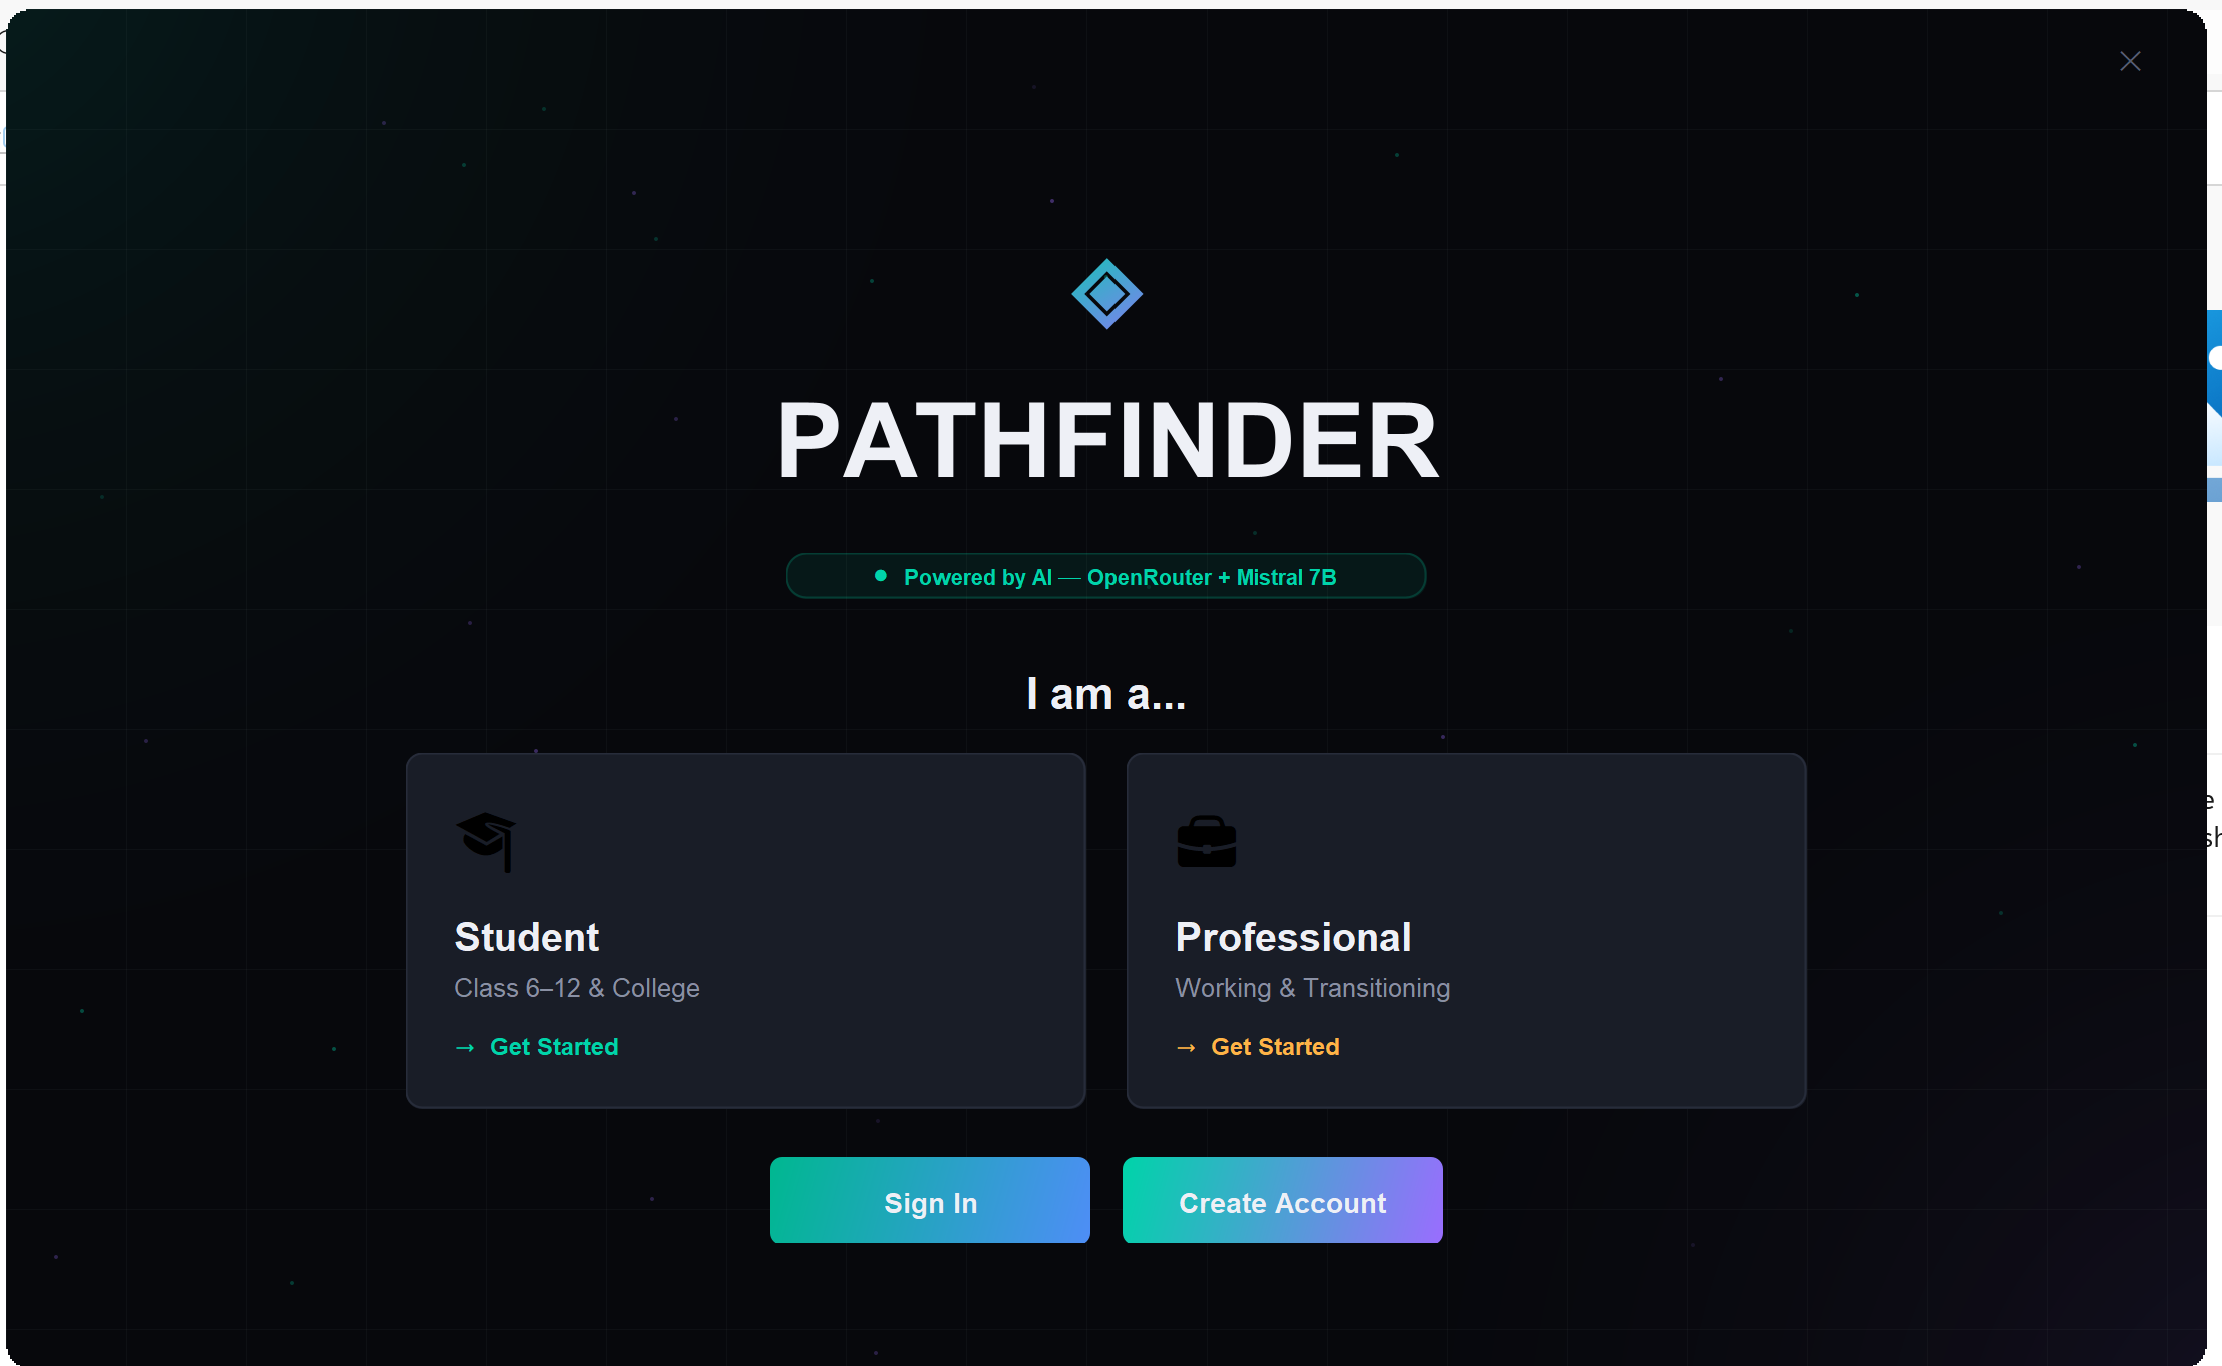 PATHFINDER
Powered by AI — OpenRouter + Mistral 7B
I am a...
Student
Class 6–12 & College
→ Get Started
Professional
Working & Transitioning
→ Get Started
Sign In
Create Account